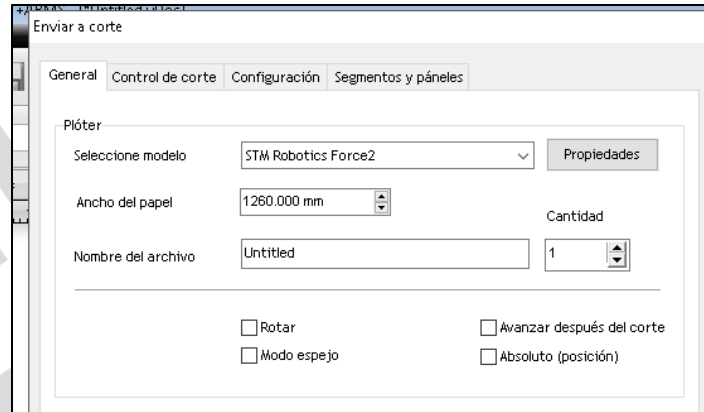 Enviar a corte
General Control de corte Configuración Segmentos y páneles
Plóter
Seleccione modelo STM Robotics Force2 Propiedades
Ancho del papel 1260.000 mm
Cantidad
Nombre del archivo Untitled 1
Rotar Avanzar después del corte
Modo espejo Absoluto (posición)